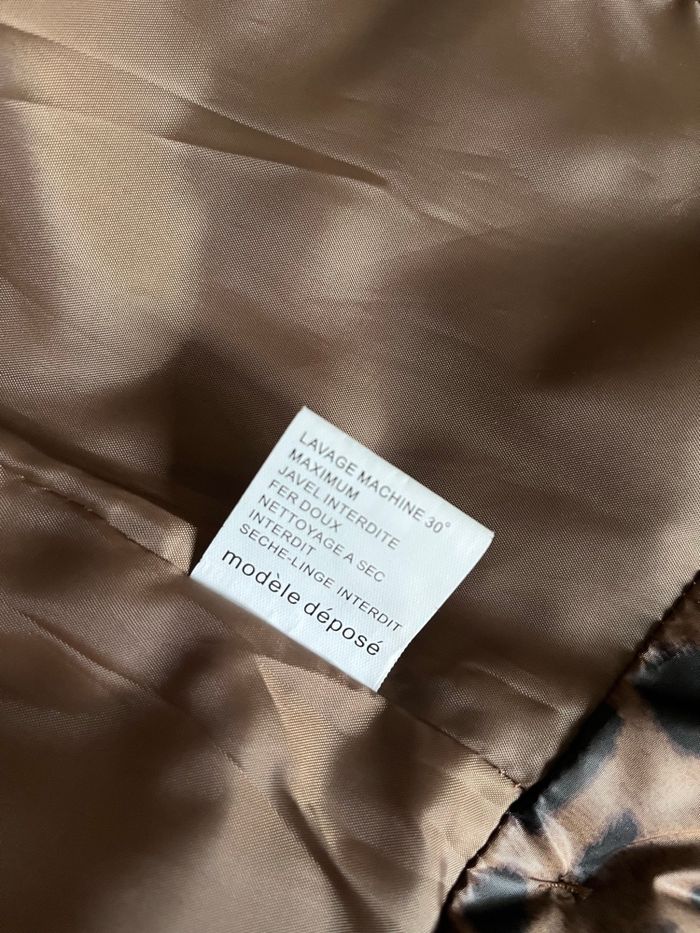 LAVAGE MACHINE 30°
MAXIMUM
JAVEL INTERDITE
FER DOUX
NETTOYAGE A SEC
INTERDIT
SECHE-LINGE INTERDIT
modèle déposé